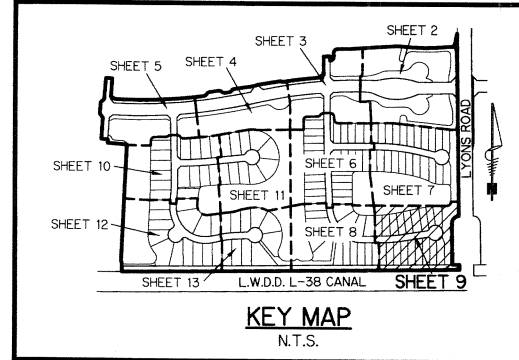 SHEET 2
SHEET 3
SHEET 4
SHEET 5
LYONS ROAD
SHEET 10
SHEET 6
SHEET 11
SHEET 7
SHEET 12
SHEET 8
SHEET 13
L.W.D.D. L-38 CANAL
SHEET 9
KEY MAP
N.T.S.